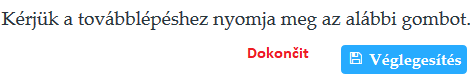 Kérjük a továbblépéshez nyomja meg az alábbi gombot.
Dokončit
Véglegesítés